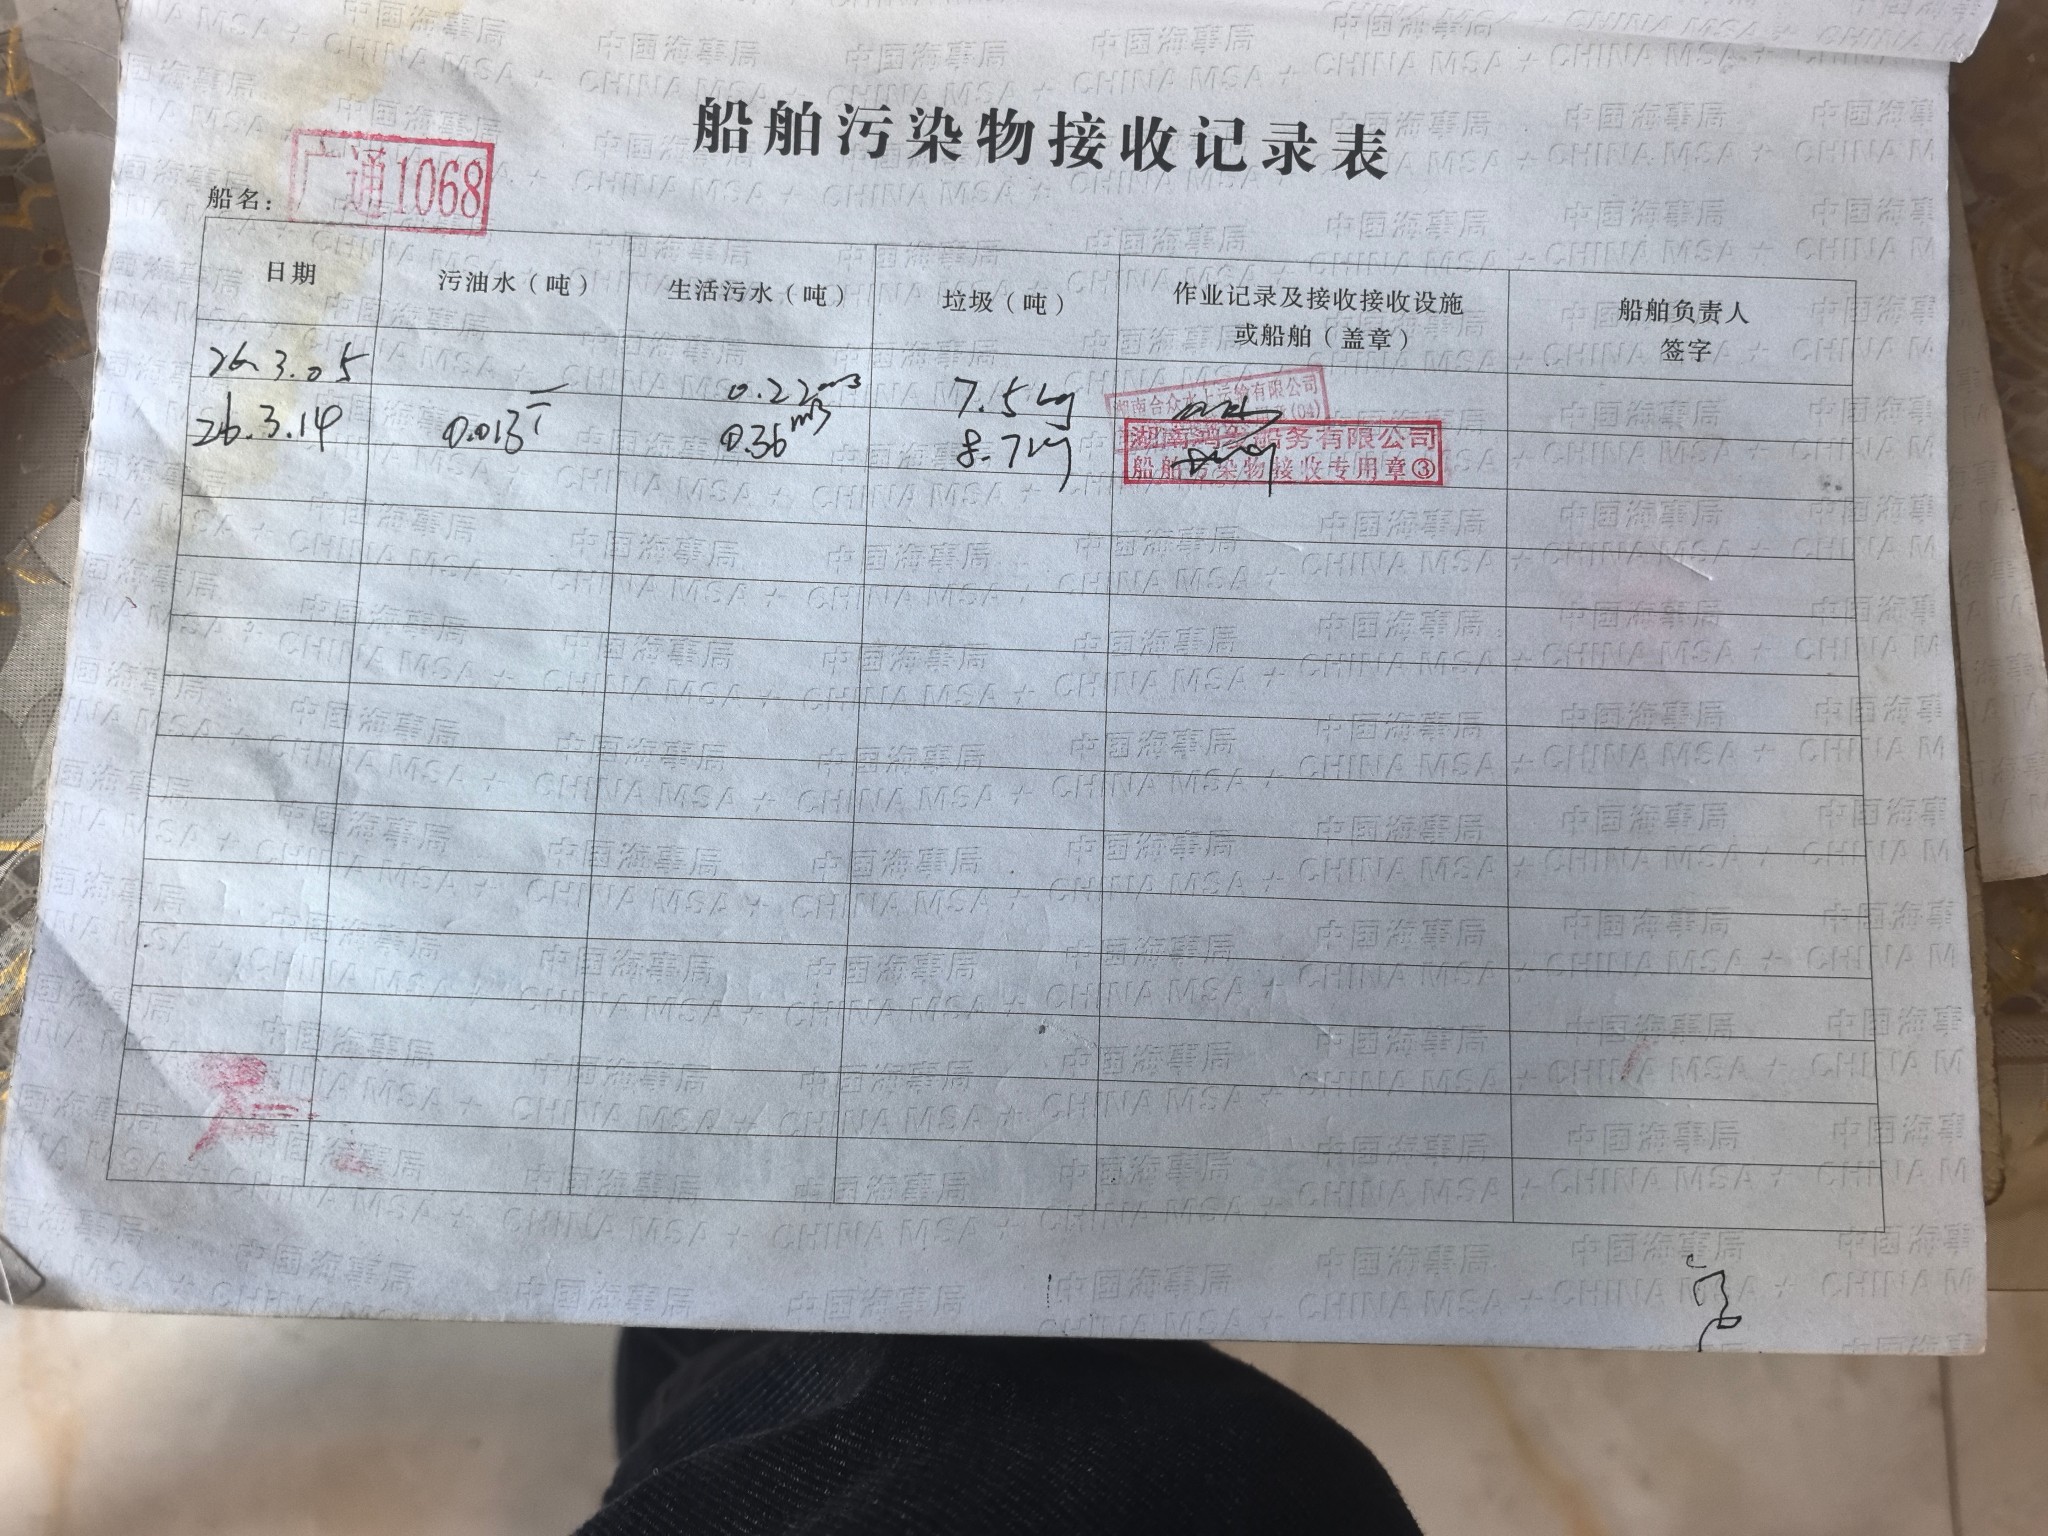 船舶污染物接收记录表
船名: 广通1068
日期 污油水（吨） 生活污水（吨） 垃圾（吨） 作业记录及接收接收设施 船舶负责人
或船舶（盖章） 签字
26.3.05 0.22m3 7.5kg
湖南合众水上运输有限公司
(04)
26.3.14 0.013T 0.36m3 8.7kg 船务有限公司
船舶污染物接收专用章③
中国海事局
CHINA MSA